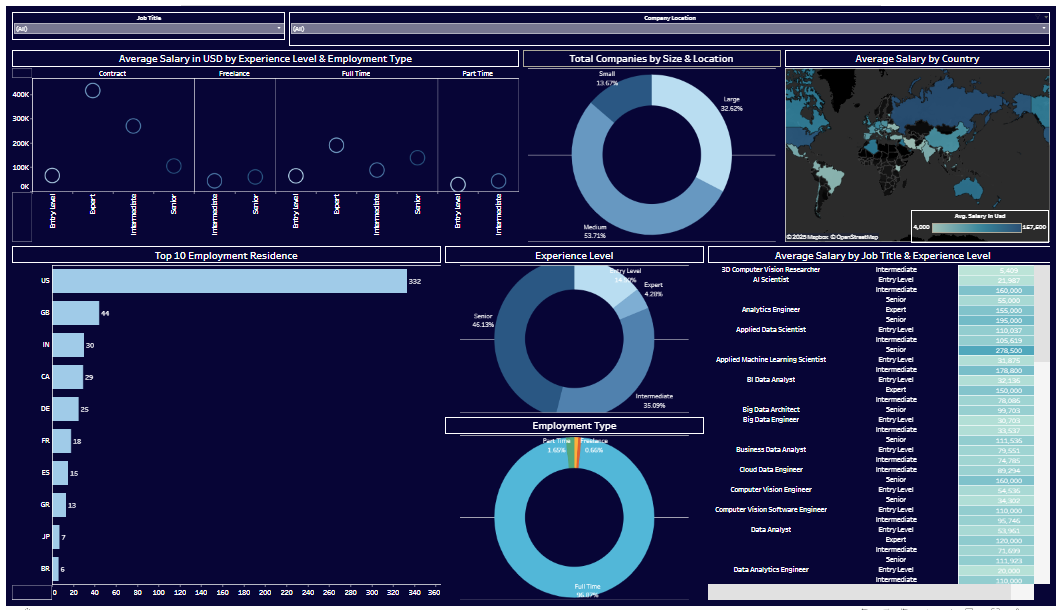 Job Title
(All)
Company Location
(All)
Average Salary in USD by Experience Level & Employment Type
Contract
Freelance
Full Time
Part Time
400K
300K
200K
100K
0K
Entry Level
Expert
Intermediate
Senior
Intermediate
Senior
Entry Level
Expert
Intermediate
Senior
Entry Level
Intermediate
Total Companies by Size & Location
Small
13.67%
Large
32.62%
Medium
53.71%
Average Salary by Country
Avg. Salary In Usd
4,000
157,500
© 2025 Mapbox © OpenStreetMap
Top 10 Employment Residence
US 332
GB 44
IN 30
CA 29
DE 25
FR 18
ES 15
GR 13
JP 7
BR 6
0 20 40 60 80 100 120 140 160 180 200 220 240 260 280 300 320 340 360
Experience Level
Entry Level
Expert
4.28%
Senior
46.13%
Intermediate
35.09%
Employment Type
Part Time
1.65%
Freelance
0.66%
Full Time
96.87%
Average Salary by Job Title & Experience Level
3D Computer Vision Researcher Intermediate 5,409
AI Scientist Entry Level 21,987
Intermediate 160,000
Senior 55,000
Analytics Engineer Expert 155,000
Senior 195,000
Applied Data Scientist Entry Level 110,037
Intermediate 105,619
Senior 278,500
Applied Machine Learning Scientist Entry Level 31,875
Intermediate 178,800
BI Data Analyst Entry Level 32,136
Expert 150,000
Intermediate 78,086
Big Data Architect Senior 99,703
Big Data Engineer Entry Level 30,703
Intermediate 33,537
Senior 111,536
Business Data Analyst Entry Level 79,551
Intermediate 74,785
Cloud Data Engineer Intermediate 89,294
Senior 160,000
Computer Vision Engineer Entry Level 54,536
Senior 34,302
Computer Vision Software Engineer Entry Level 110,000
Intermediate 95,746
Data Analyst Entry Level 53,961
Expert 120,000
Intermediate 71,699
Senior 111,923
Data Analytics Engineer Entry Level 20,000
Intermediate 110,000